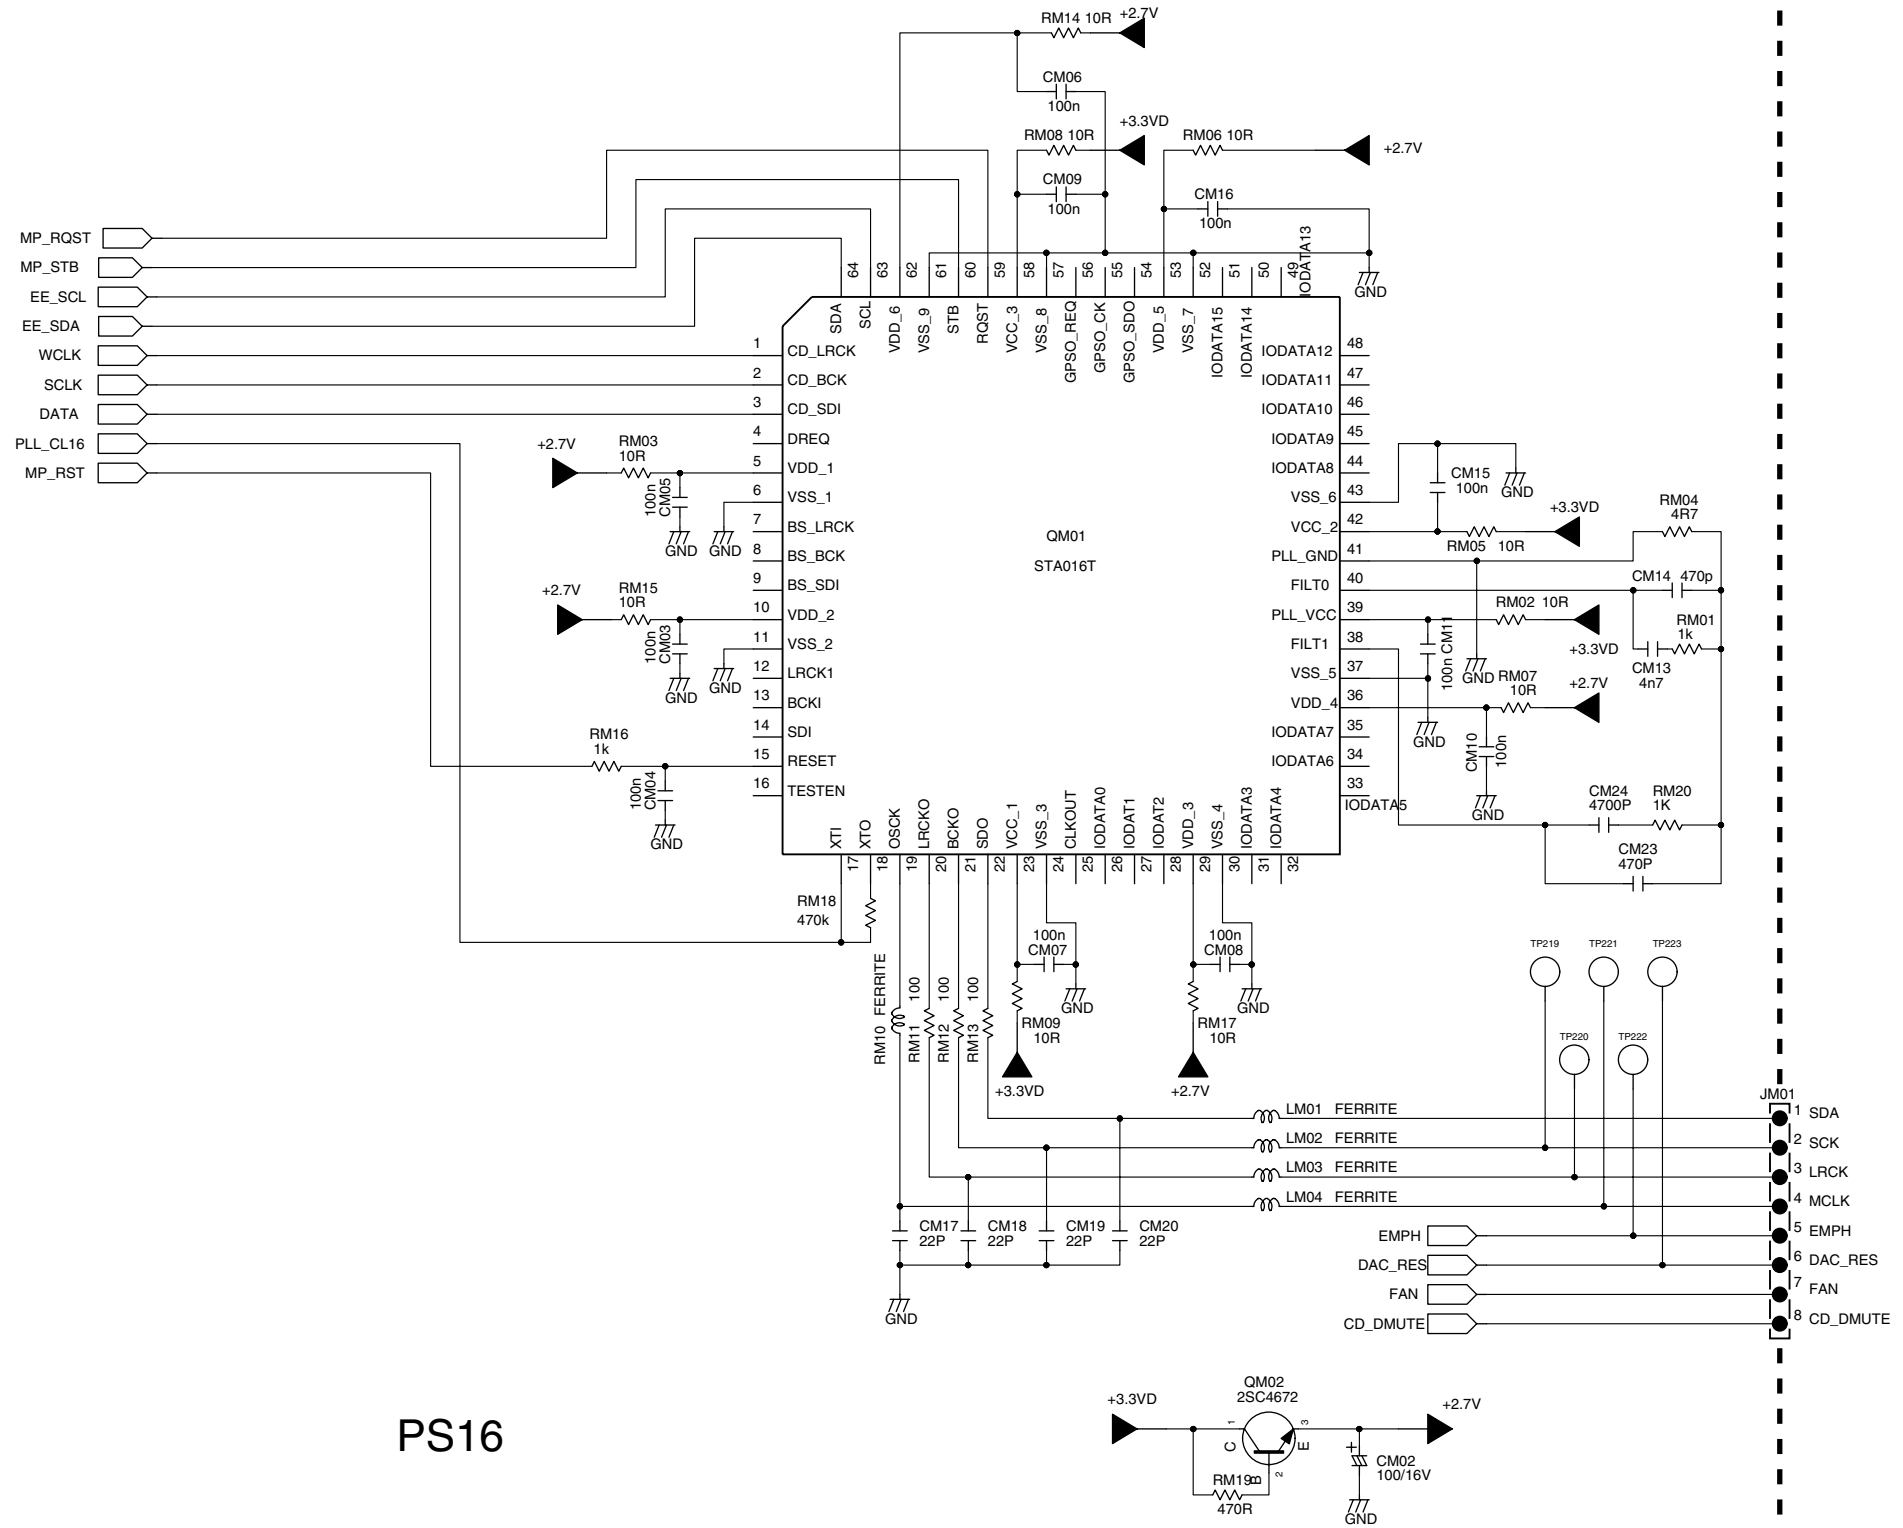 RM14 10R
+2.7V
CM06
100n
RM08 10R
+3.3VD
CM09
100n
RM06 10R
+2.7V
CM16
100n
GND
MP_RQST
MP_STB
EE_SCL
EE_SDA
WCLK
SCLK
DATA
PLL_CL16
MP_RST
64
63
62
61
60
59
58
57
56
55
54
53
52
51
50
49
IODATA13
SDA
SCL
VDD_6
VSS_9
STB
RQST
VCC_3
VSS_8
GPSO_REQ
GPSO_CK
GPSO_SDO
VDD_5
VSS_7
IODATA15
IODATA14
1 CD_LRCK
2 CD_BCK
3 CD_SDI
4 DREQ
5 VDD_1
6 VSS_1
7 BS_LRCK
8 BS_BCK
9 BS_SDI
10 VDD_2
11 VSS_2
12 LRCK1
13 BCKI
14 SDI
15 RESET
16 TESTEN
+2.7V
RM03
10R
100n
CM05
GND
GND
+2.7V
RM15
10R
100n
CM03
GND
GND
RM16
1k
100n
CM04
GND
QM01
STA016T
IODATA12 48
IODATA11 47
IODATA10 46
IODATA9 45
IODATA8 44
VSS_6 43
VCC_2 42
PLL_GND 41
FILT0 40
PLL_VCC 39
FILT1 38
VSS_5 37
VDD_4 36
IODATA7 35
IODATA6 34
33
IODATA5
CM15
100n
GND
+3.3VD
RM05 10R
RM04
4R7
CM14 470p
RM01
1k
CM13
4n7
RM02 10R
+3.3VD
100n CM11
GND
GND
RM07
10R
+2.7V
CM10
100n
GND
CM24
4700P
RM20
1K
CM23
470P
XTI
XTO
OSCK
LRCKO
BCKO
SDO
VCC_1
VSS_3
CLKOUT
IODATA0
IODAT1
IODAT2
VDD_3
VSS_4
IODATA3
IODATA4
17
18
19
20
21
22
23
24
25
26
27
28
29
30
31
32
RM18
470k
RM10 FERRITE
RM11 100
RM12 100
RM13 100
100n
CM07
GND
RM09
10R
+3.3VD
100n
CM08
GND
RM17
10R
+2.7V
TP219
TP221
TP223
TP220
TP222
JM01
LM01 FERRITE
1 SDA
LM02 FERRITE
2 SCK
LM03 FERRITE
3 LRCK
LM04 FERRITE
4 MCLK
CM17
22P
CM18
22P
CM19
22P
CM20
22P
GND
EMPH
5 EMPH
DAC_RES
6 DAC_RES
FAN
7 FAN
CD_DMUTE
8 CD_DMUTE
PS16
+3.3VD
QM02
2SC4672
1
C
3
E
B
2
RM19
470R
+2.7V
+
CM02
100/16V
GND